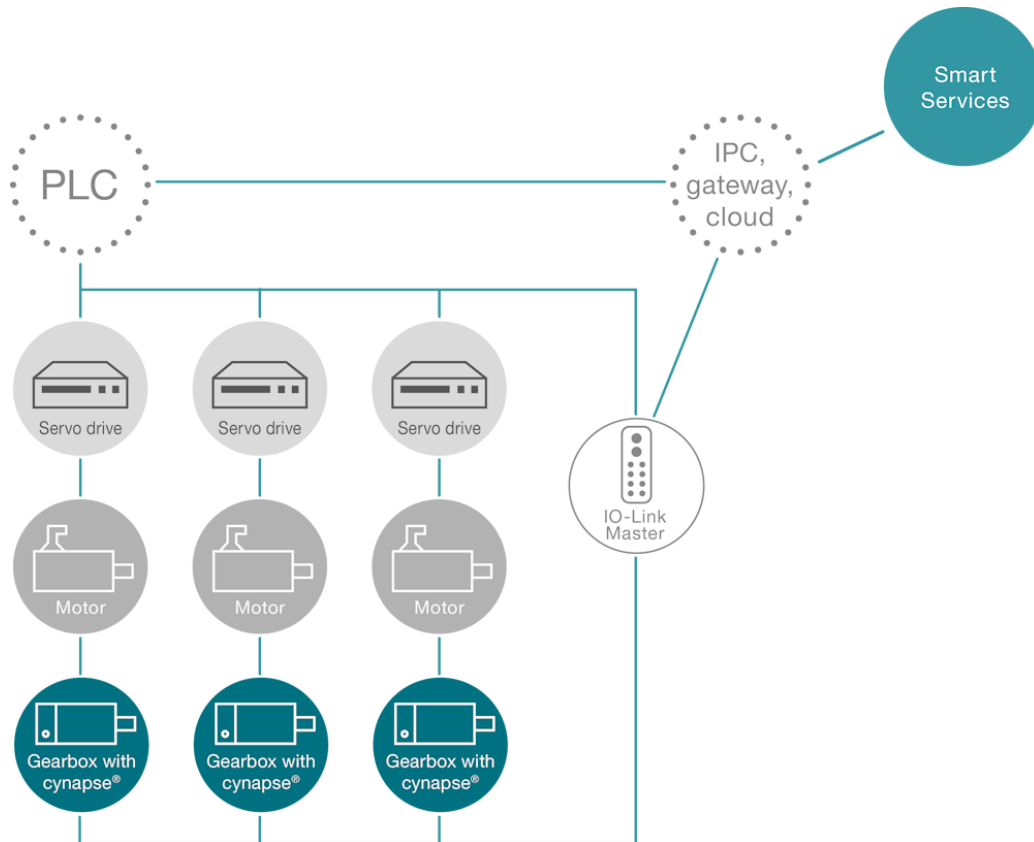 Smart
Services
PLC
IPC,
gateway,
cloud
Servo drive
Servo drive
Servo drive
IO-Link
Master
Motor
Motor
Motor
Gearbox with
cynapse®
Gearbox with
cynapse®
Gearbox with
cynapse®